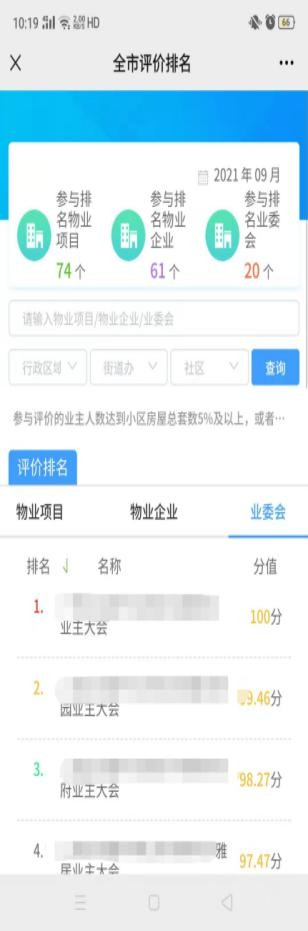 10:19 2.00 KB/S HD 66
全市评价排名
2021年09月
参与排名物业项目 74个
参与排名物业企业 61个
参与排名业委会 20个
请输入物业项目/物业企业/业委会
行政区域 街道办 社区 查询
参与评价的业主人数达到小区房屋总套数5%及以上，或者…
评价排名
物业项目 物业企业 业委会
排名 名称 分值
1. 业主大会 100分
2. 园业主大会 99.46分
3. 附业主大会 98.27分
4. 雅
居业主大会 97.47分